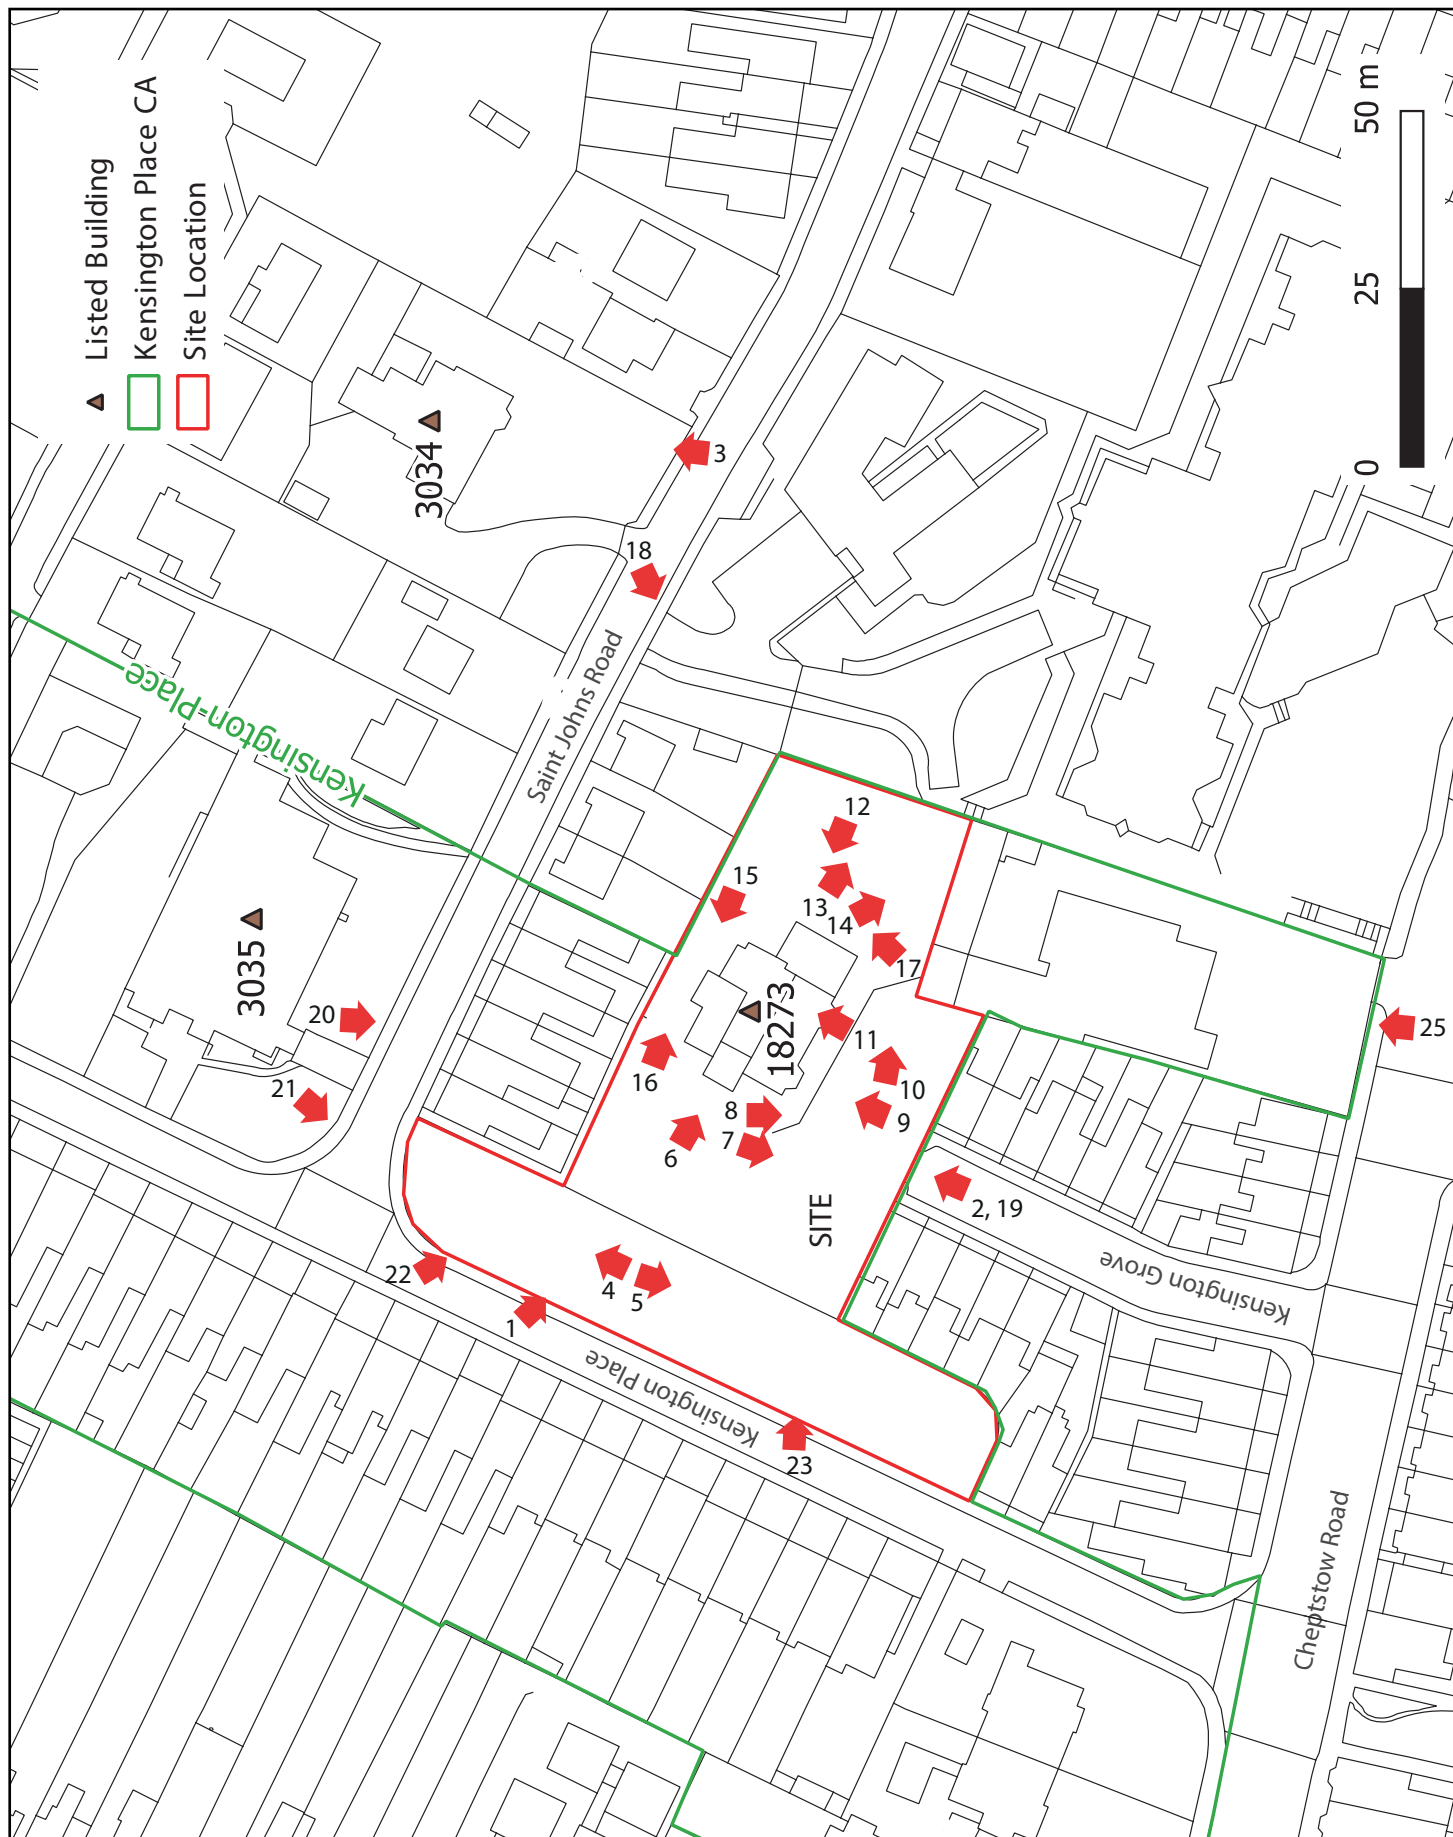 Listed Building
Kensington Place CA
Site Location
50 m
25
0
3034
3
18
Saint Johns Road
Kensington-Place
3035
20
21
12
13
14
15
17
18273
11
16
10
9
8
7
6
SITE
2, 19
25
22
1
4
5
Kensington Place
23
Kensington Grove
Cheptstow Road